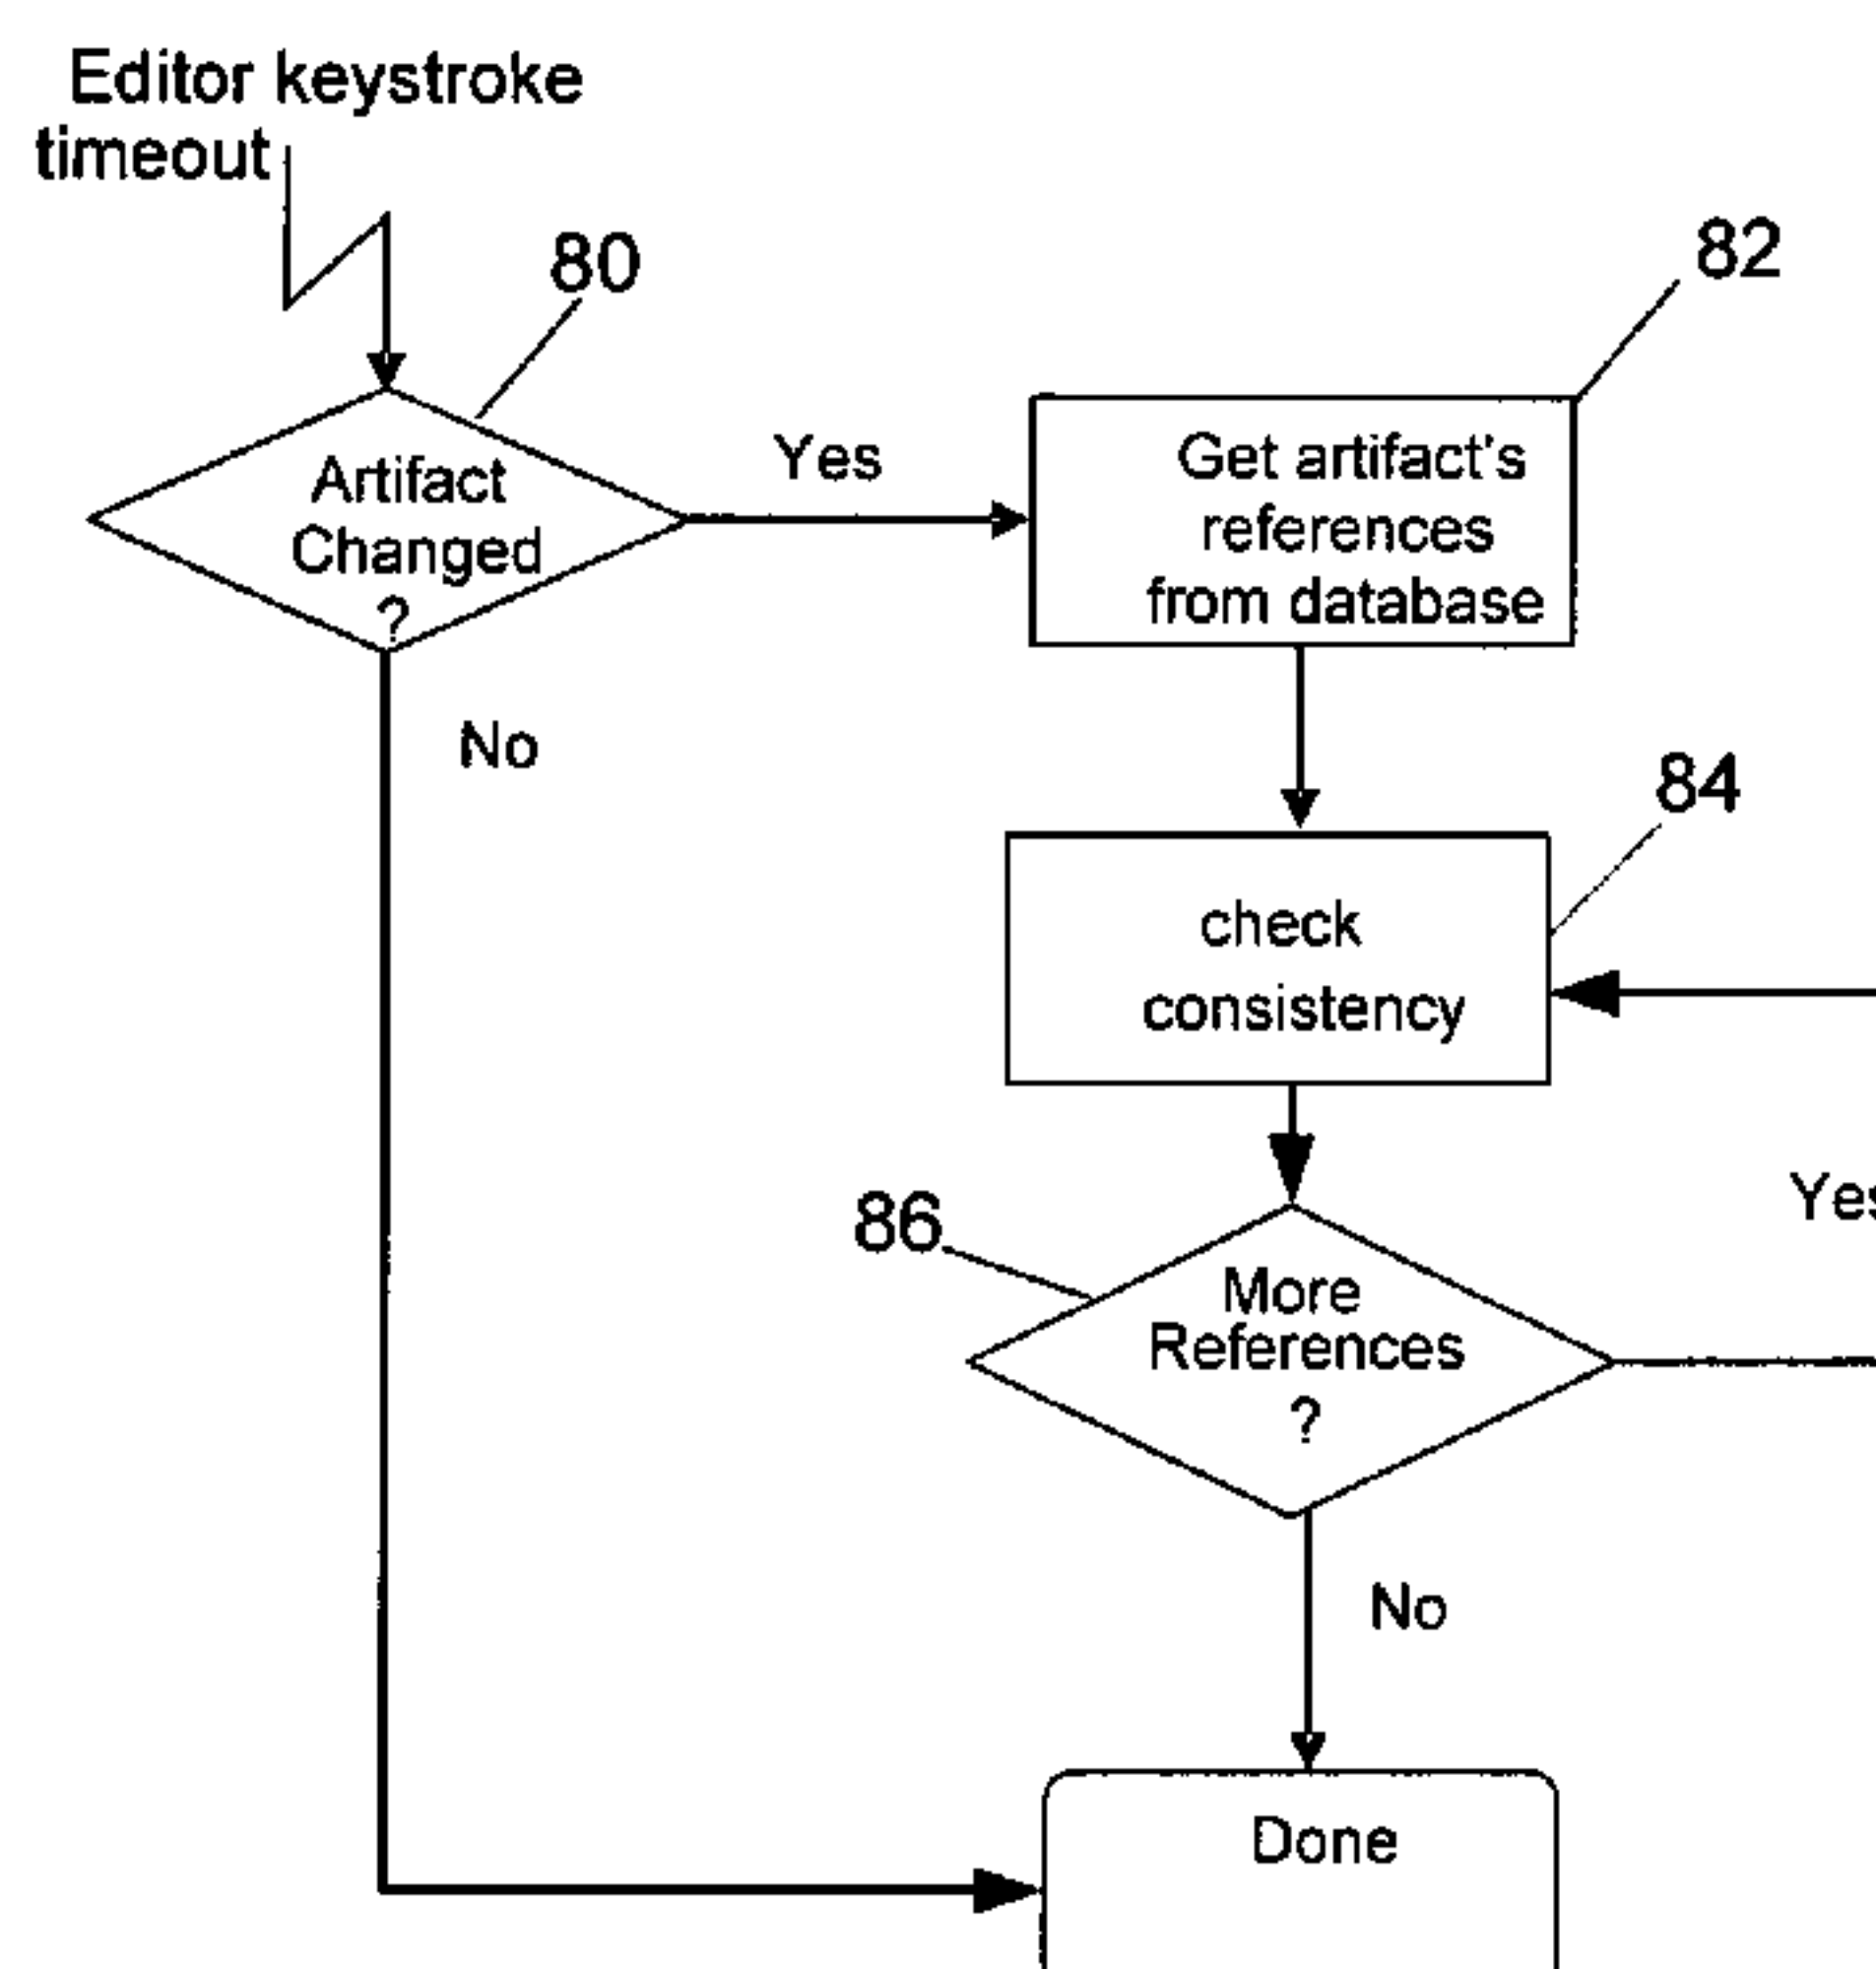 Editor keystroke
timeout
80
82
Artifact
Changed
?
Yes
Get artifact's
references
from database
No
84
check
consistency
Yes
86
More
References
?
No
Done